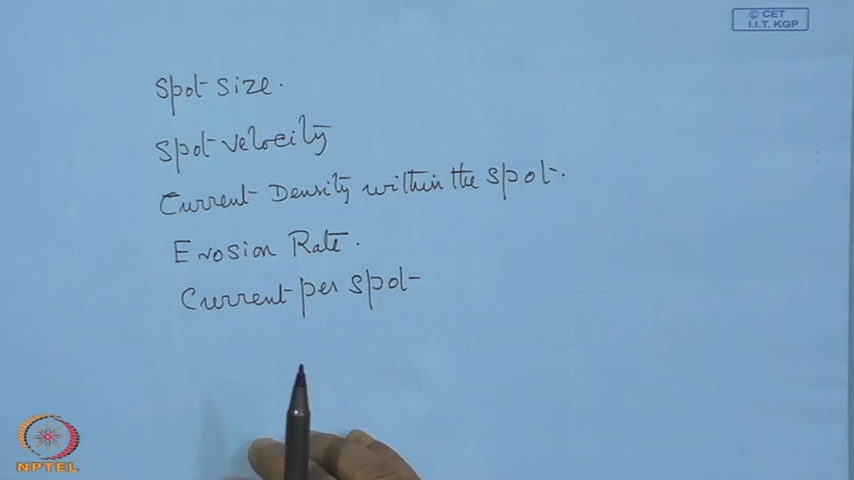 © CET
I.I.T. KGP
Spot size.
Spot velocity
Current Density within the spot.
Erosion Rate.
Current per spot
NPTEL